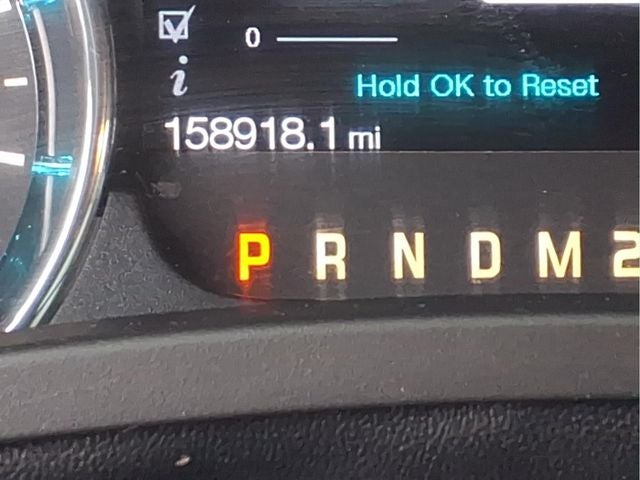 0
i
Hold OK to Reset
158918.1 mi
P R N D M 2